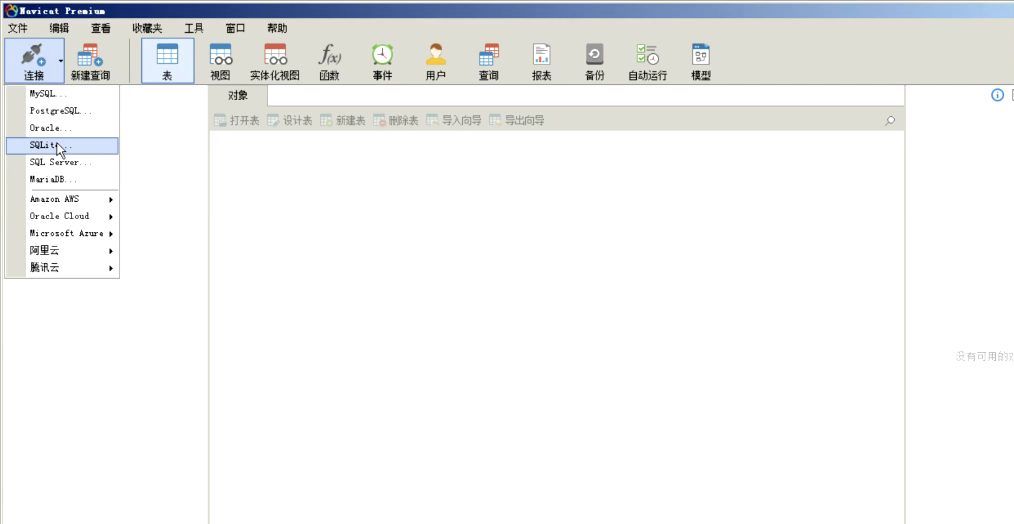 Navicat Premium
文件 编辑 查看 收藏夹 工具 窗口 帮助
连接 新建查询 表 视图 实体化视图 函数 事件 用户 查询 报表 备份 自动运行 模型
MySQL...
PostgreSQL...
Oracle...
SQLite...
SQL Server...
MariaDB...
Amazon AWS
Oracle Cloud
Microsoft Azure
阿里云
腾讯云
对象
打开表 设计表 新建表 删除表 导入向导 导出向导
没有可用的